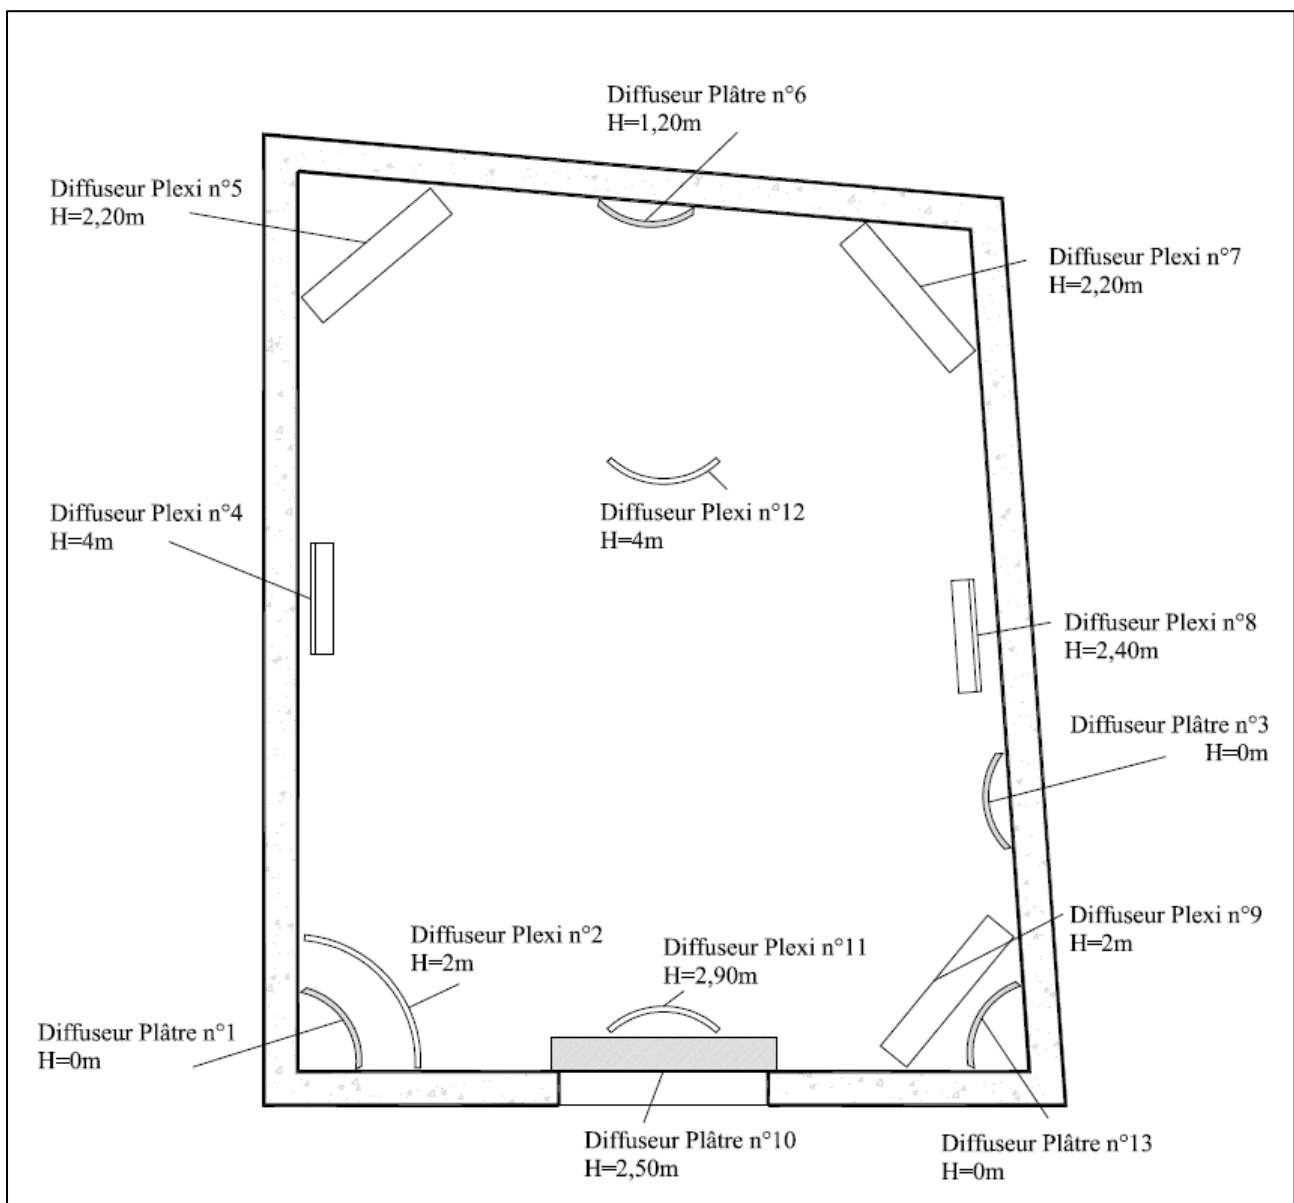 Diffuseur Plâtre n°6
H=1,20m
Diffuseur Plexi n°5
H=2,20m
Diffuseur Plexi n°7
H=2,20m
Diffuseur Plexi n°4
H=4m
Diffuseur Plexi n°12
H=4m
Diffuseur Plexi n°8
H=2,40m
Diffuseur Plâtre n°3
H=0m
Diffuseur Plexi n°9
H=2m
Diffuseur Plexi n°2
H=2m
Diffuseur Plexi n°11
H=2,90m
Diffuseur Plâtre n°1
H=0m
Diffuseur Plâtre n°10
H=2,50m
Diffuseur Plâtre n°13
H=0m